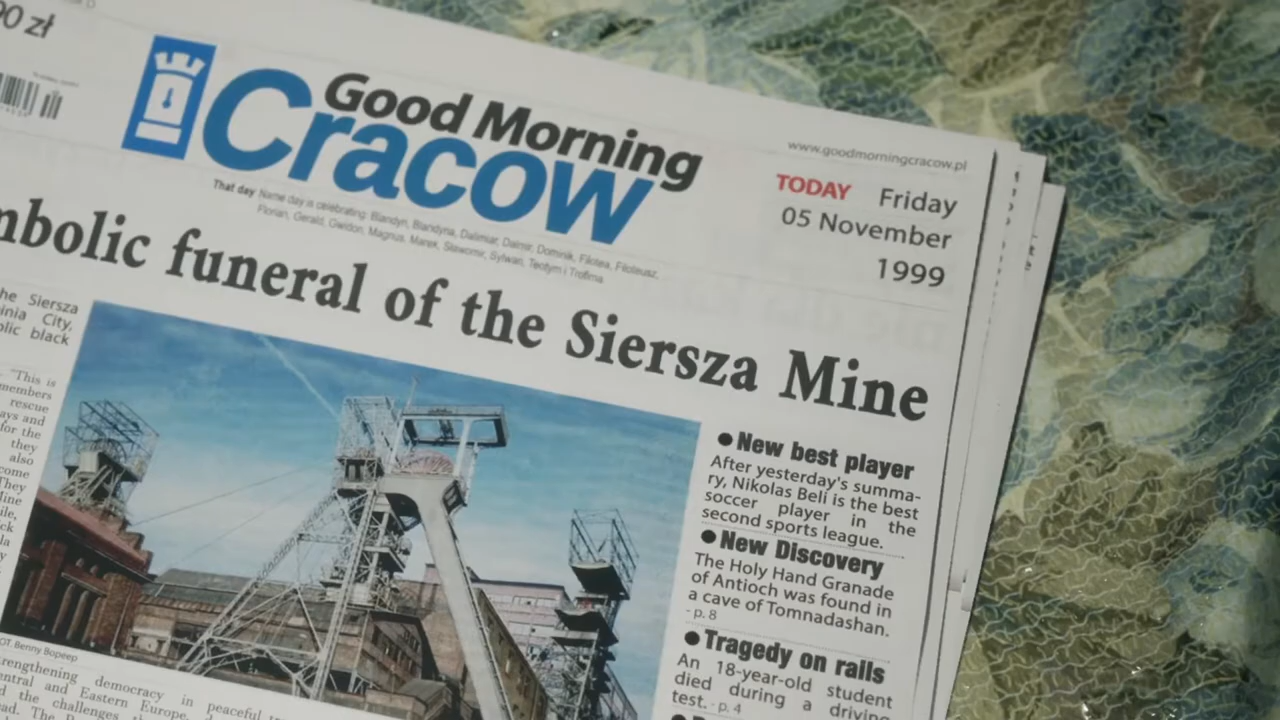 90 zł
Good Morning
Cracow
www.goodmorningcracow.pl
TODAY Friday
05 November
1999
That day Name day is celebrating: Blandyn, Blandyna, Dalimiar, Dalmir, Dominik, Filotea, Filoteusz,
Florian, Gerald, Gwidon, Magnus, Marek, Sławomir, Sylwan, Teotym i Trofima.
mbolic funeral of the Siersza Mine
he Siersza
inia City,
olic black
"This is
members
rescue
ays and
for the
they
also
come
They
Mine
ile,
ck
la
y
● New best player
After yesterday's summa-
ry, Nikolas Beli is the best
soccer player in the
second sports league.
● New Discovery
The Holy Hand Granade
of Antioch was found in
a cave of Tomnadashan.
- p. 8
● Tragedy on rails
An 18-year-old student
died during a driving
test. - p. 4
OT. Benny Bopeep
rengthening democracy in peaceful
entral and Eastern Europe,
d the challenges
ead. The